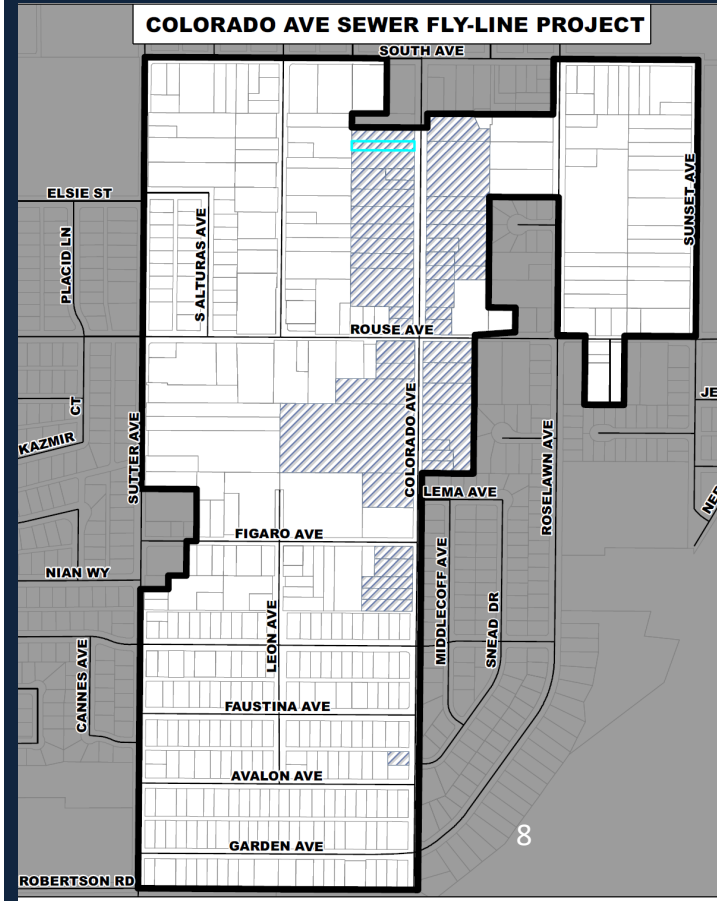 COLORADO AVE SEWER FLY-LINE PROJECT
SOUTH AVE
ELSIE ST
PLACID LN
S ALTURAS AVE
SUNSET AVE
ROUSE AVE
CT
KAZMIR
SUTTER AVE
COLORADO AVE
ROSELAWN AVE
JE
LEMA AVE
NEE
FIGARO AVE
NIAN WY
LEON AVE
MIDDLECOFF AVE
SNEAD DR
CANNES AVE
FAUSTINA AVE
AVALON AVE
GARDEN AVE
8
ROBERTSON RD